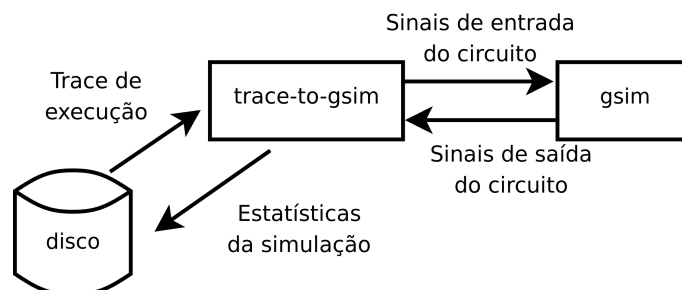 Sinais de entrada
do circuito
Trace de
execução
trace-to-gsim
gsim
Sinais de saída
do circuito
Estatísticas
da simulação
disco